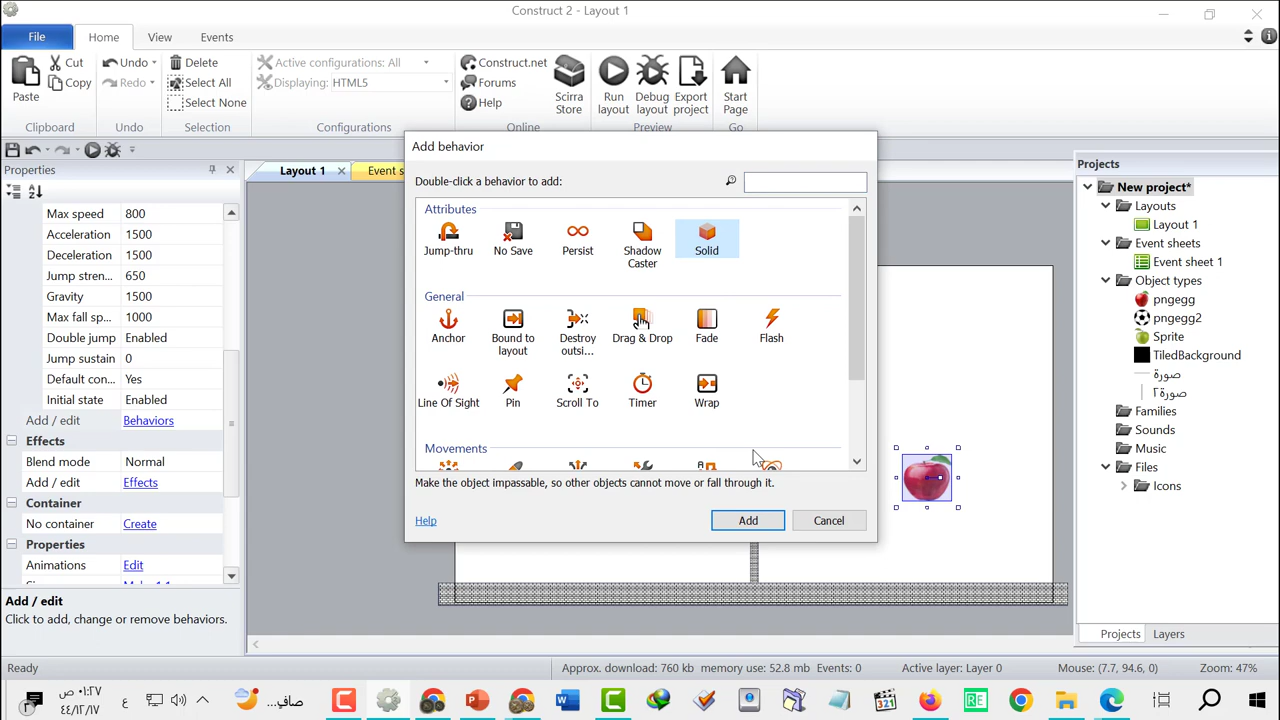 Construct 2 - Layout 1
File
Home
View
Events
Paste
Cut
Copy
Clipboard
Undo
Redo
Undo
Delete
Select All
Select None
Selection
Active configurations: All
Displaying: HTML5
Configurations
Construct.net
Forums
Help
Scirra Store
Online
Run layout
Debug layout
Export project
Preview
Start Page
Go
Properties
Layout 1
Event s
Max speed 800
Acceleration 1500
Deceleration 1500
Jump stren... 650
Gravity 1500
Max fall sp... 1000
Double jump Enabled
Jump sustain 0
Default con... Yes
Initial state Enabled
Add / edit Behaviors
Effects
Blend mode Normal
Add / edit Effects
Container
No container Create
Properties
Animations Edit
Add / edit
Click to add, change or remove behaviors.
Add behavior
Double-click a behavior to add:
Attributes
Jump-thru
No Save
Persist
Shadow Caster
Solid
General
Anchor
Bound to layout
Destroy outsi...
Drag & Drop
Fade
Flash
Line Of Sight
Pin
Scroll To
Timer
Wrap
Movements
Make the object impassable, so other objects cannot move or fall through it.
Help
Add
Cancel
Projects
New project*
Layouts
Layout 1
Event sheets
Event sheet 1
Object types
pngegg
pngegg2
Sprite
TiledBackground
صورة
صورة٢
Families
Sounds
Music
Files
Icons
Projects
Layers
Ready
Approx. download: 760 kb
memory use: 52.8 mb
Events: 0
Active layer: Layer 0
Mouse: (7.7, 94.6, 0)
Zoom: 47%
٠١:٢٧ ص
٤٤/١٢/١٧
ع
صافٍ
321
RE